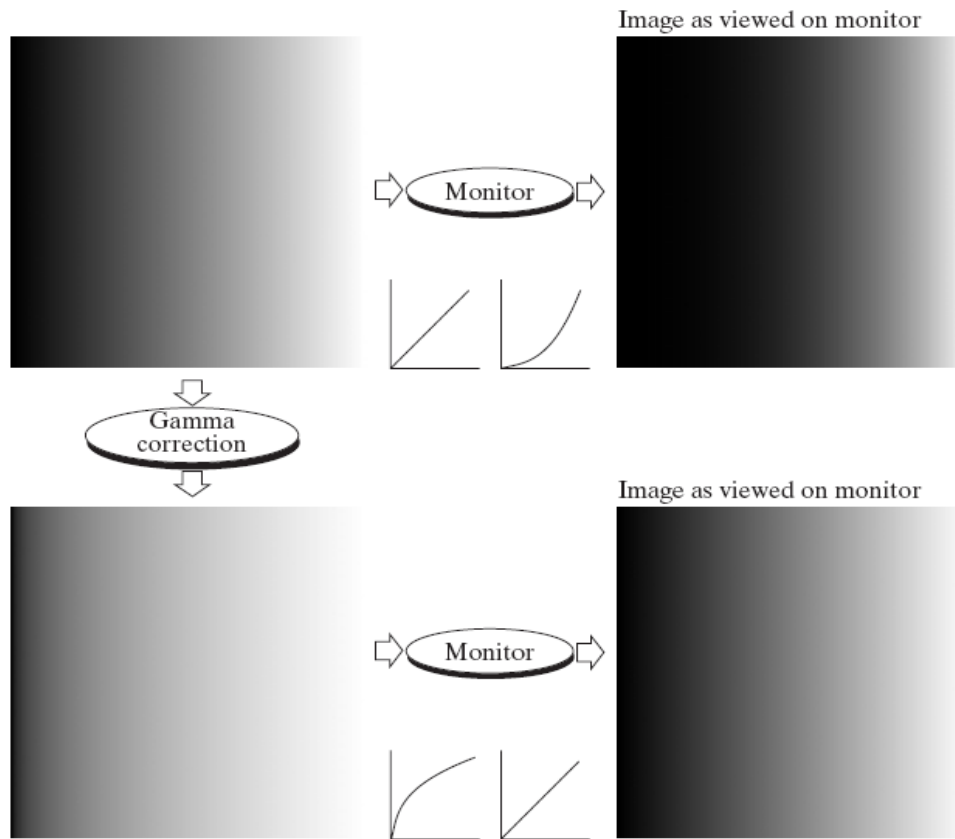 Image as viewed on monitor
Monitor
Gamma
correction
Image as viewed on monitor
Monitor